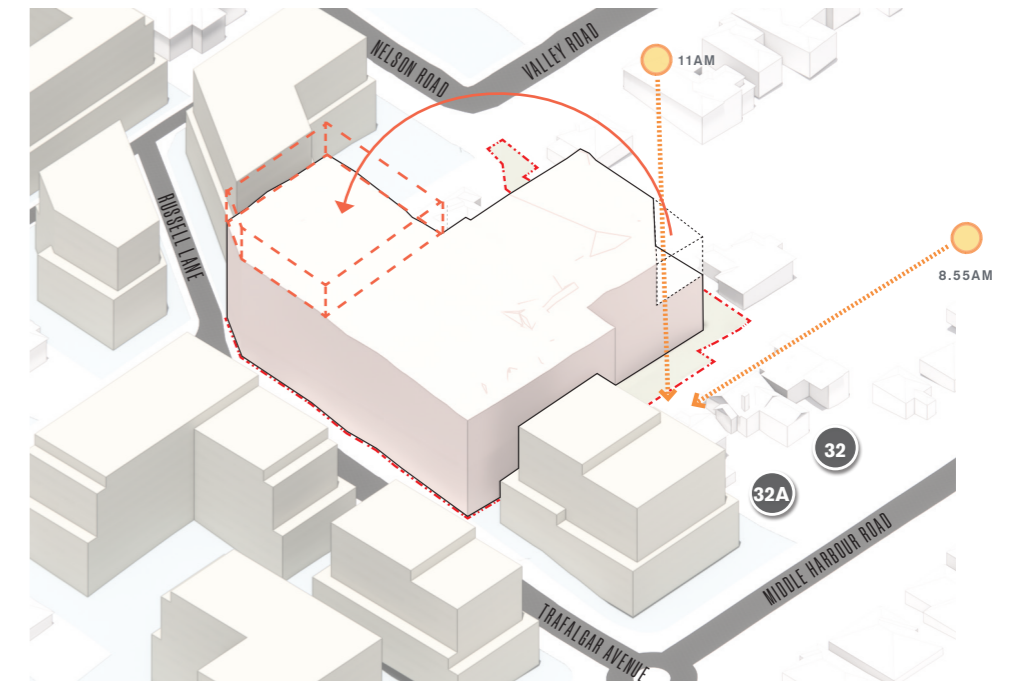 NELSON ROAD
VALLEY ROAD
11AM
RUSSELL LANE
8.55AM
32
32A
MIDDLE HARBOUR ROAD
TRAFALGAR AVENUE